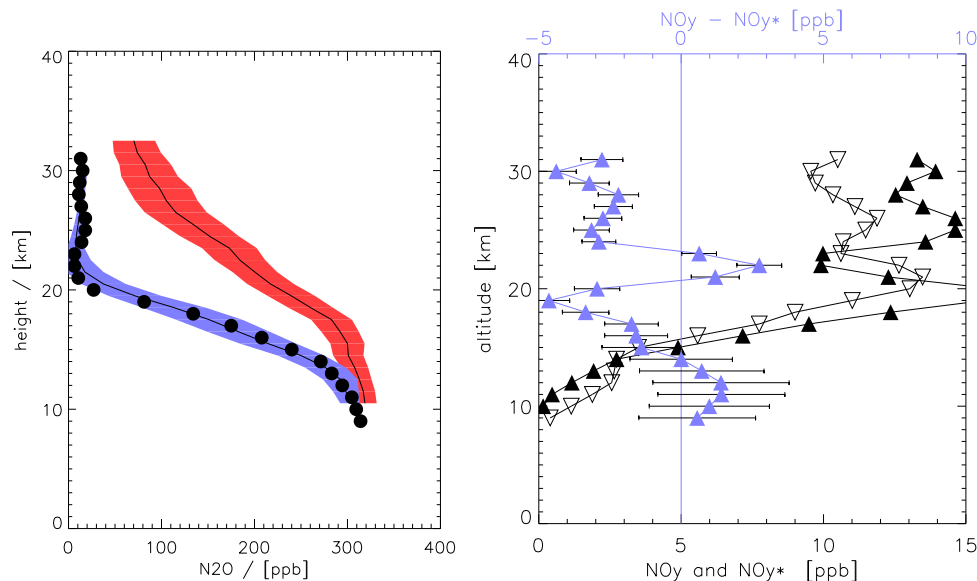 NOy − NOy* [ppb]
−5 0 5 10
40
30
20
10
0
height / [km]
0 100 200 300 400
N2O / [ppb]
40
30
20
10
0
altitude [km]
0 5 10 15
NOy and NOy* [ppb]